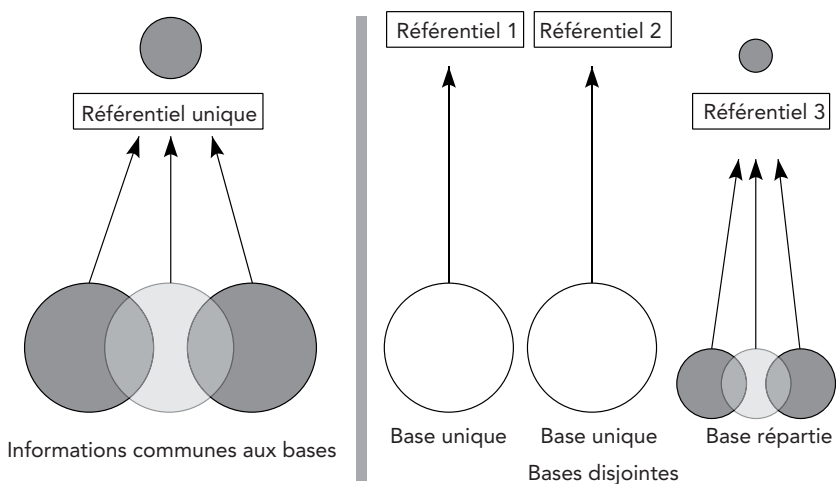 Référentiel unique
Informations communes aux bases
Référentiel 1
Référentiel 2
Référentiel 3
Base unique
Base unique
Base répartie
Bases disjointes